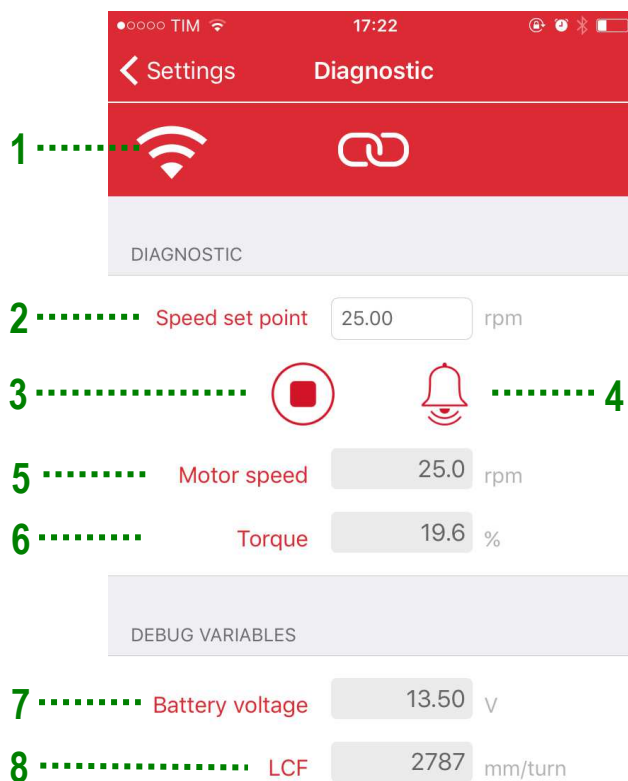 TIM 17:22
Settings Diagnostic
1
DIAGNOSTIC
2 Speed set point 25.00 rpm
3 4
5 Motor speed 25.0 rpm
6 Torque 19.6 %
DEBUG VARIABLES
7 Battery voltage 13.50 V
8 LCF 2787 mm/turn